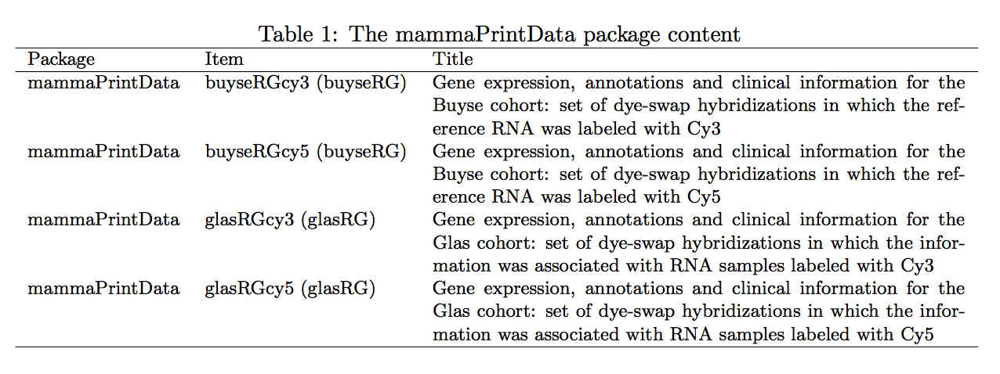 Table 1: The mammaPrintData package content
Package Item Title
mammaPrintData buyseRGcy3 (buyseRG) Gene expression, annotations and clinical information for the
Buyse cohort: set of dye-swap hybridizations in which the ref-
erence RNA was labeled with Cy3
mammaPrintData buyseRGcy5 (buyseRG) Gene expression, annotations and clinical information for the
Buyse cohort: set of dye-swap hybridizations in which the ref-
erence RNA was labeled with Cy5
mammaPrintData glasRGcy3 (glasRG) Gene expression, annotations and clinical information for the
Glas cohort: set of dye-swap hybridizations in which the infor-
mation was associated with RNA samples labeled with Cy3
mammaPrintData glasRGcy5 (glasRG) Gene expression, annotations and clinical information for the
Glas cohort: set of dye-swap hybridizations in which the infor-
mation was associated with RNA samples labeled with Cy5